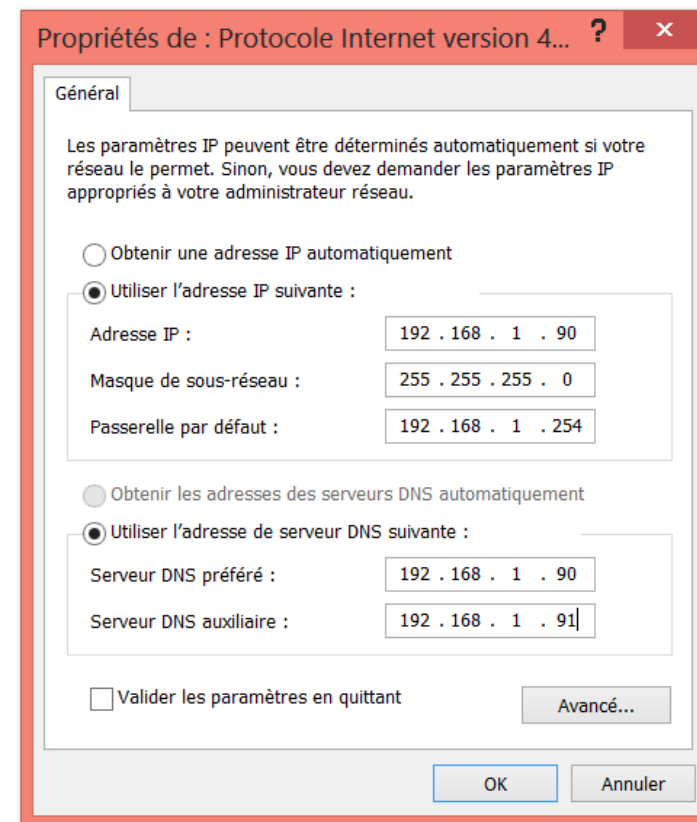 Propriétés de : Protocole Internet version 4... ? ×
Général
Les paramètres IP peuvent être déterminés automatiquement si votre
réseau le permet. Sinon, vous devez demander les paramètres IP
appropriés à votre administrateur réseau.
Obtenir une adresse IP automatiquement
Utiliser l'adresse IP suivante :
Adresse IP : 192 . 168 . 1 . 90
Masque de sous-réseau : 255 . 255 . 255 . 0
Passerelle par défaut : 192 . 168 . 1 . 254
Obtenir les adresses des serveurs DNS automatiquement
Utiliser l'adresse de serveur DNS suivante :
Serveur DNS préféré : 192 . 168 . 1 . 90
Serveur DNS auxiliaire : 192 . 168 . 1 . 91
Valider les paramètres en quittant
Avancé...
OK Annuler